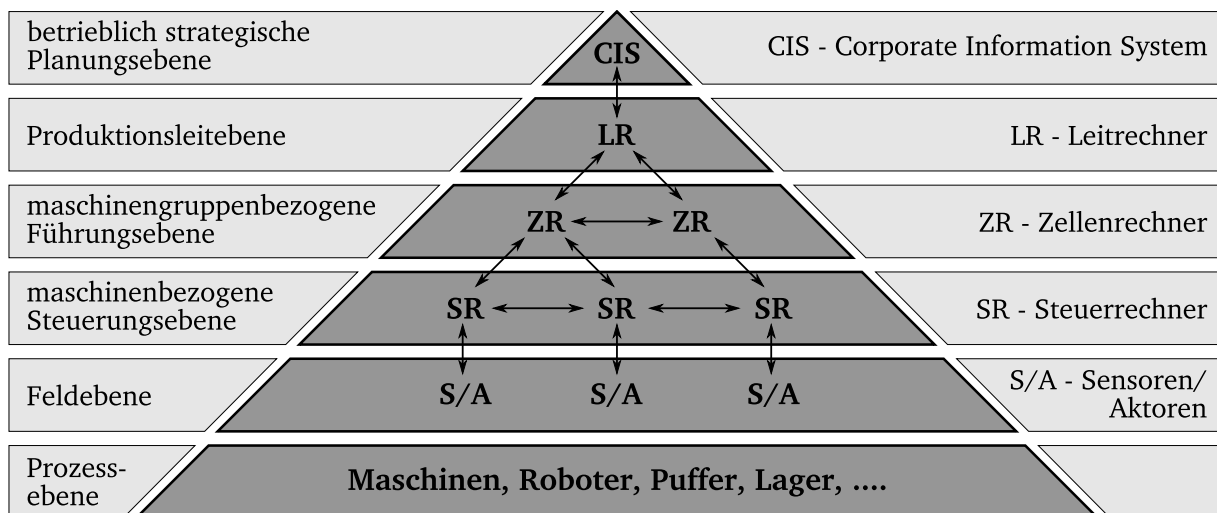 betrieblich strategische
Planungsebene
CIS
CIS - Corporate Information System
Produktionsleitebene
LR
LR - Leitrechner
maschinengruppenbezogene
Führungsebene
ZR ZR
ZR - Zellenrechner
maschinenbezogene
Steuerungsebene
SR SR SR
SR - Steuerrechner
Feldebene
S/A S/A S/A
S/A - Sensoren/
Aktoren
Prozess-
ebene
Maschinen, Roboter, Puffer, Lager, ....